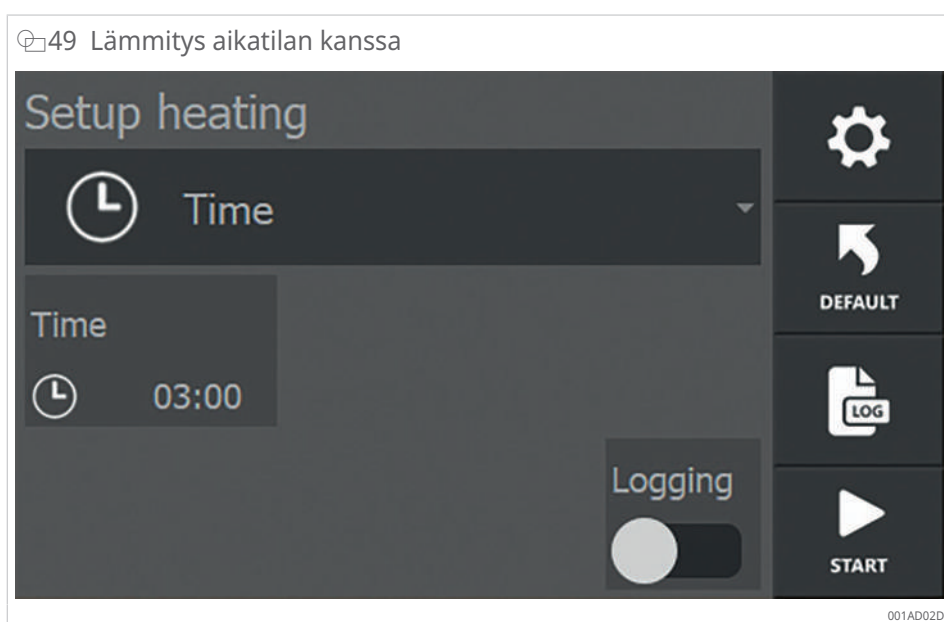 49 Lämmitys aikatilan kanssa
Setup heating
Time
DEFAULT
Time
03:00
LOG
Logging
START
001AD02D